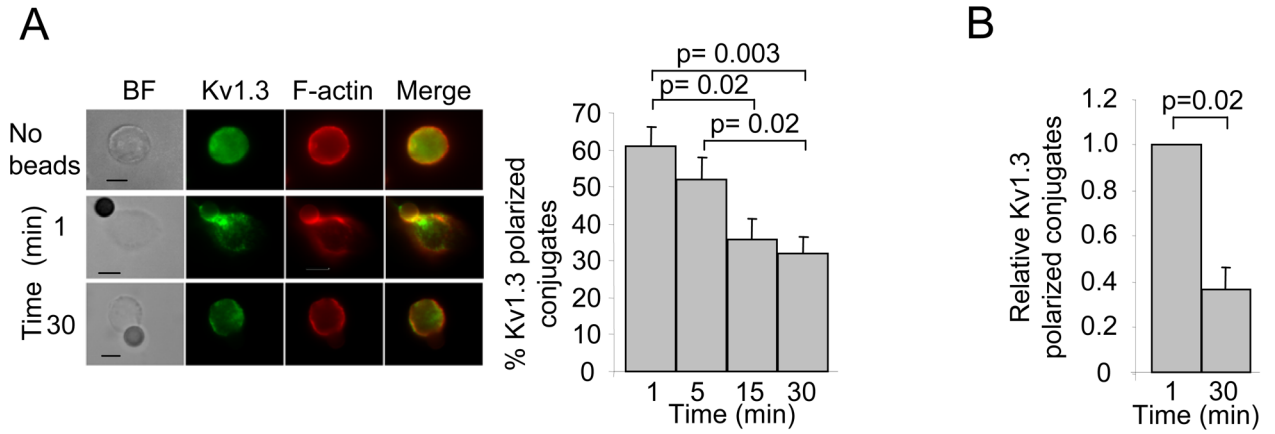 A
BF Kv1.3 F-actin Merge
No
beads
Time (min)
1
30
% Kv1.3 polarized
conjugates
70
60
50
40
30
20
10
0
p= 0.003
p= 0.02
p= 0.02
1 5 15 30
Time (min)
B
Relative Kv1.3
polarized conjugates
1.2
1.0
0.8
0.6
0.4
0.2
0
p=0.02
1 30
Time (min)